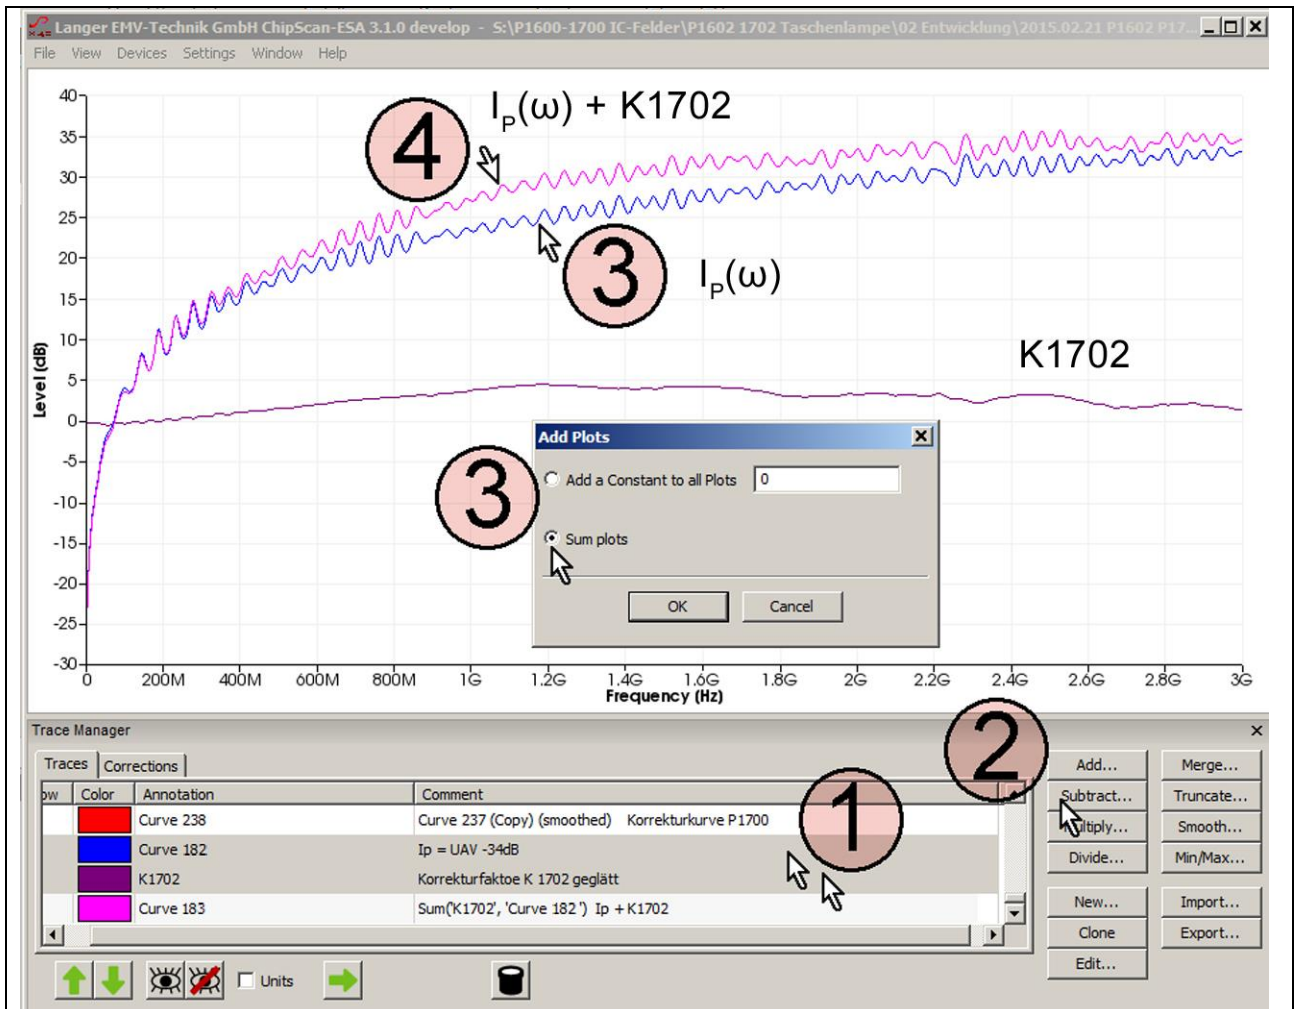 Langer EMV-Technik GmbH ChipScan-ESA 3.1.0 develop - S:\P1600-1700 IC-Felder\P1602 1702 Taschenlampe\02 Entwicklung\2015.02.21 P1602 P17...
File View Devices Settings Window Help
40
35
30
25
20
15
10
5
0
-5
-10
-15
-20
-25
-30
Level (dB)
4
I_P(ω) + K1702
3
I_P(ω)
K1702
Add Plots
3
Add a Constant to all Plots 0
Sum plots
OK Cancel
0 200M 400M 600M 800M 1G 1.2G 1.4G 1.6G 1.8G 2G 2.2G 2.4G 2.6G 2.8G 3G
Frequency (Hz)
Trace Manager
Traces Corrections
ow Color Annotation Comment
Curve 238 Curve 237 (Copy) (smoothed) Korrekturkurve P1700
Curve 182 Ip = UAV -34dB
K1702 Korrekturfaktoe K 1702 geglätt
Curve 183 Sum('K1702', 'Curve 182 ') Ip + K1702
1
2
Add... Merge...
Subtract... Truncate...
Multiply... Smooth...
Divide... Min/Max...
New... Import...
Clone Export...
Edit...
Units